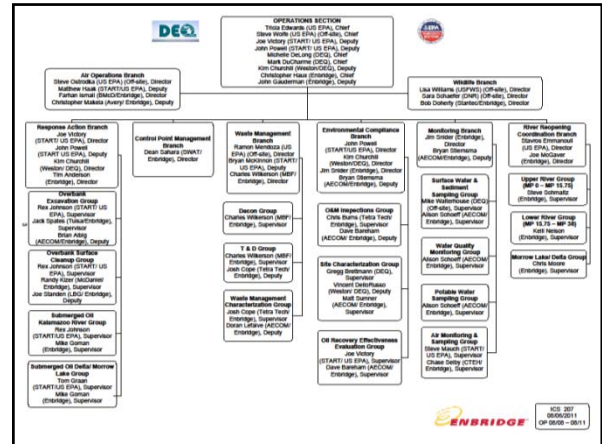 DEQ
EPA
OPERATIONS SECTION
Tricia Edwards (US EPA), Chief
Steve Wolfe (US EPA) (Off-site), Chief
Joe Victory (START/ US EPA), Deputy
John Powell (START/ US EPA), Deputy
Michelle DeLong (DEQ), Chief
Mark DuCharme (DEQ), Chief
Kim Churchill (Weston/DEQ), Deputy
Christopher Haux (Enbridge), Chief
John Gauderman (Enbridge), Deputy
Air Operations Branch
Steve Ostrodka (US EPA) (Off-site), Director
Matthew Haak (START/US EPA), Deputy
Farhan Ismail (BMcD/Enbridge), Director
Christopher Makela (Avery/ Enbridge), Deputy
Wildlife Branch
Lisa Williams (USFWS) (Off-site), Director
Sara Schaefer (DNR) (Off-site), Director
Bob Doherty (Stantec/Enbridge), Director
Response Action Branch
Joe Victory
(START/ US EPA), Director
John Powell
(START/US EPA), Deputy
Kim Churchill
(Weston/ DEQ), Director
Tim Anderson
(Enbridge), Director
Overbank
Excavation Group
Rex Johnson (START/ US
EPA), Supervisor
Jack Spates (Tulsa/Enbridge),
Supervisor
Brian Albig
(AECOM/Enbridge), Deputy
Overbank Surface
Cleanup Group
Rex Johnson (START/ US
EPA), Supervisor
Randy Kizer (McDaniel/
Enbridge), Supervisor
Joe Standen (LBG/ Enbridge),
Deputy
Submerged Oil
Kalamazoo River Group
Rex Johnson
(START/US EPA), Supervisor
Mike Goman
(Enbridge), Supervisor
Submerged Oil Delta/ Morrow
Lake Group
Tom Graan
(START/US EPA), Supervisor
Mike Goman
(Enbridge), Supervisor
Control Point Management
Branch
Dean Sahara (SWAT/
Enbridge), Director
Waste Management
Branch
Ramon Mendoza (US
EPA) (Off-site), Director
Bryan McKinnon (START/
US EPA), Deputy
Charles Wilkerson (MBF/
Enbridge), Director
Decon Group
Charles Wilkerson (MBF/
Enbridge), Supervisor
T & D Group
Charles Wilkerson (MBF/
Enbridge), Supervisor
Josh Cope (Tetra Tech/
Enbridge), Deputy
Waste Management
Characterization Group
Josh Cope (Tetra Tech/
Enbridge), Supervisor
Doran Lefaive (AECOM/
Enbridge), Deputy
Environmental Compliance
Branch
John Powell
(START/US EPA), Director
Kim Churchill
(Weston/DEQ), Director
Jim Snider (Enbridge), Director
Bryan Stiernsma
(AECOM/Enbridge), Deputy
O&M Inspections Group
Chris Burns (Tetra Tech/
Enbridge), Supervisor
Dave Bareham
(AECOM/ Enbridge), Deputy
Site Characterization Group
Gregg Brettmann (DEQ),
Supervisor
Vincent
(Weston/ DEQ), Deputy
Matt Sumner
(AECOM/ Enbridge), Supervisor
Oil Recovery Effectiveness
Evaluation Group
Joe Victory
(START/US EPA), Supervisor
Dave Bareham (AECOM/
Enbridge), Supervisor
Monitoring Branch
Jim Snider (Enbridge),
Director
Bryan Stiernsma
(AECOM/Enbridge), Deputy
Surface Water &
Sediment
Sampling Group
Mike Walterhouse (DEQ)
(Off-site), Supervisor
Alison Schoeff (AECOM/
Enbridge), Supervisor
Water Quality
Monitoring Group
Alison Schoeff (AECOM/
Enbridge), Supervisor
Potable Water
Sampling Group
Alison Schoeff (AECOM/
Enbridge), Supervisor
Air Monitoring &
Sampling Group
Steve Mauch (START/
US EPA), Supervisor
Chase Selby (CTEH/
Enbridge), Supervisor
River Reopening
Coordination Branch
Stavros Emmanouil
(US EPA), Director
Joe McGaver
(Enbridge), Director
Upper River Group
(MP 0 – MP 15.75)
Steve Schmaltz
(Enbridge), Supervisor
Lower River Group
(MP 15.75 – MP 38)
Kelli Nelson
(Enbridge), Supervisor
Morrow Lake/ Delta Group
Chris Moore
(Enbridge), Supervisor
ENBRIDGE
ICS 207
08/06/2011
OP 08/08 – 08/11